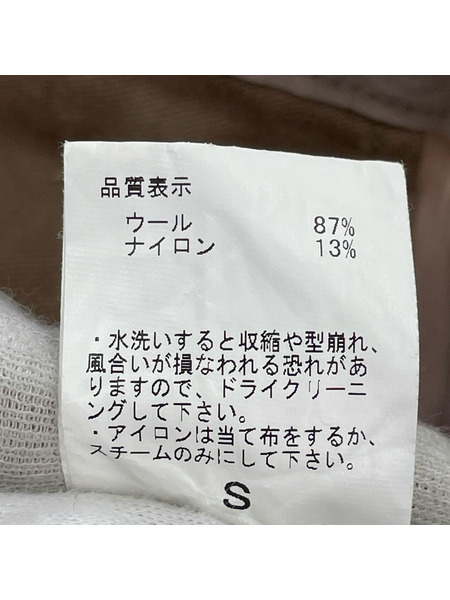 品質表示
ウール 87%
ナイロン 13%
・水洗いすると収縮や型崩れ、
風合いが損なわれる恐れがあ
りますので、ドライクリーニ
ングして下さい。
・アイロンは当て布をするか、
スチームのみにして下さい。
S